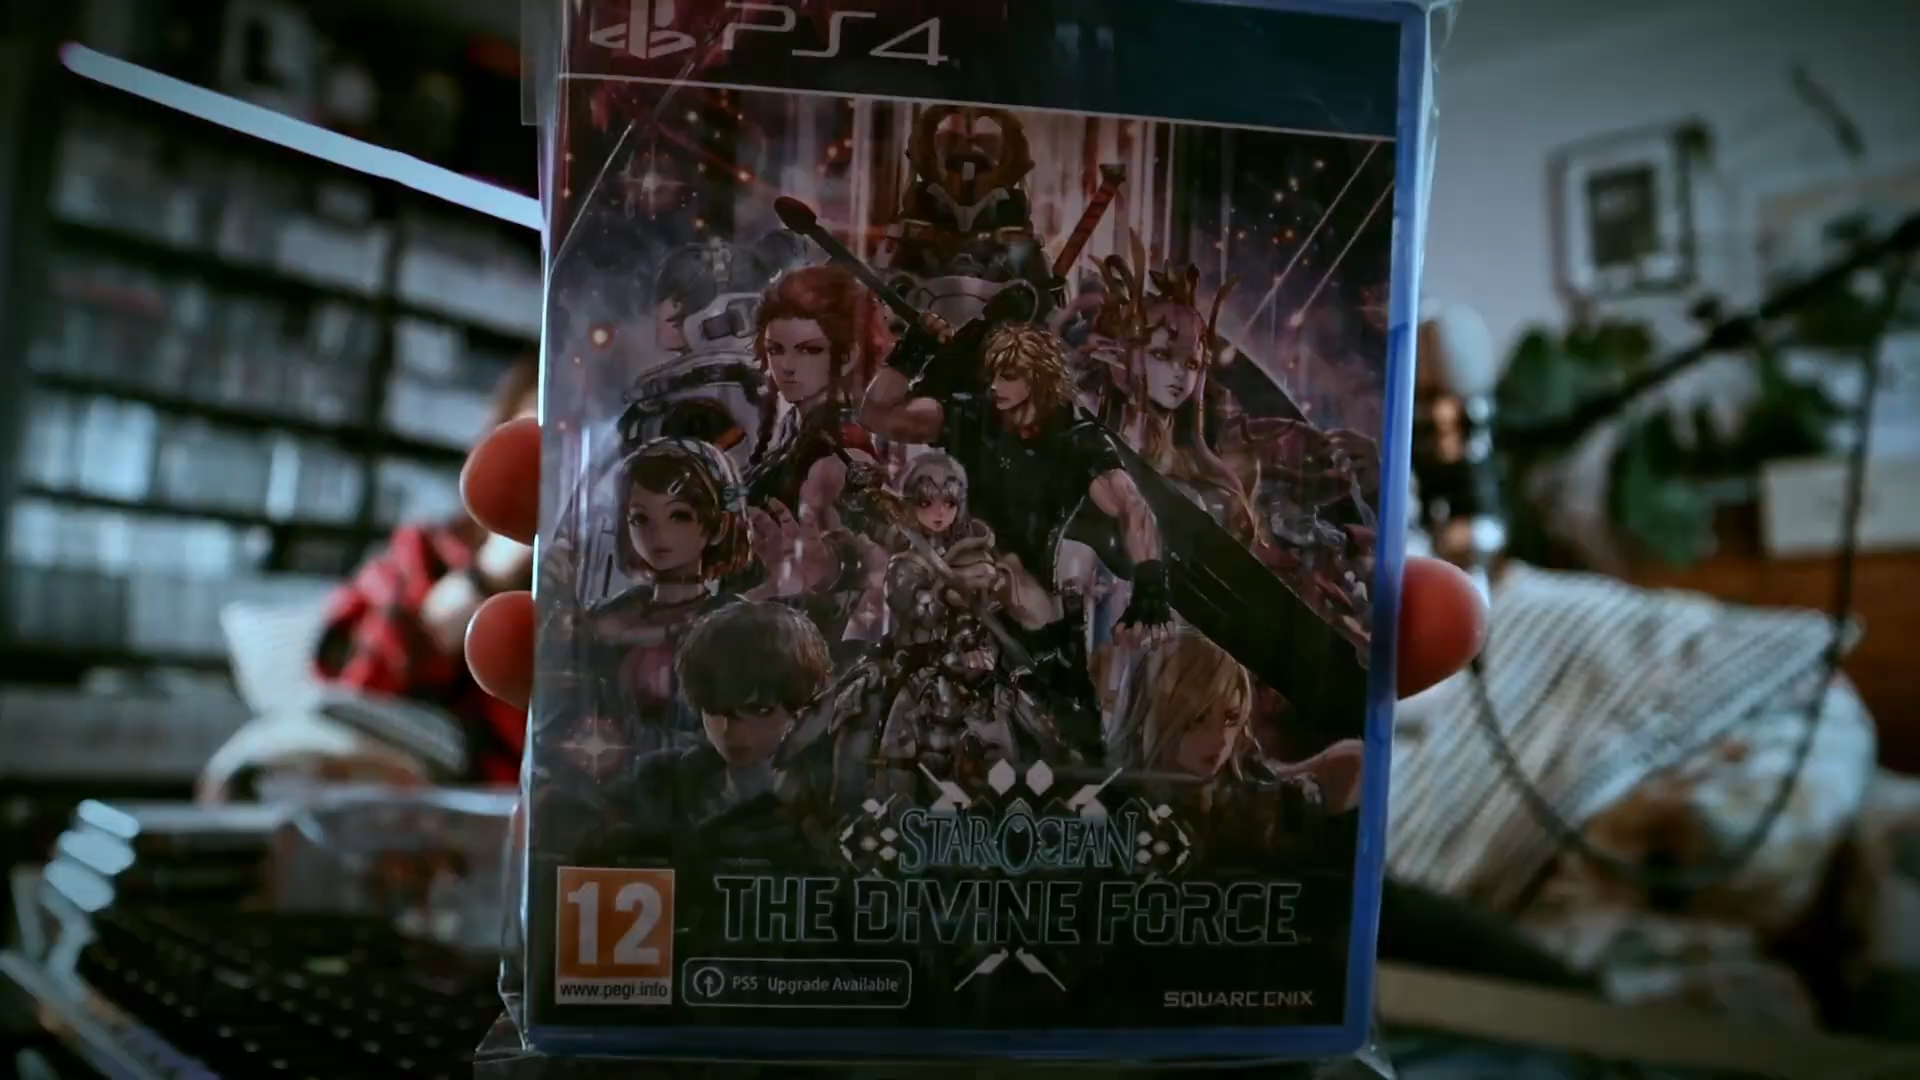 PS4
STAR OCEAN
THE DIVINE FORCE
12
www.pegi.info
PS5 Upgrade Available
SQUARE ENIX